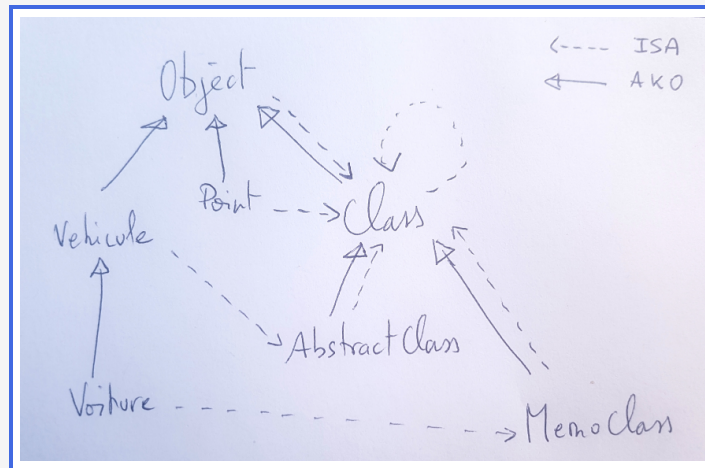 ISA
Object
AKO
Point
Class
Vehicule
AbstractClass
Voiture
MemoClass